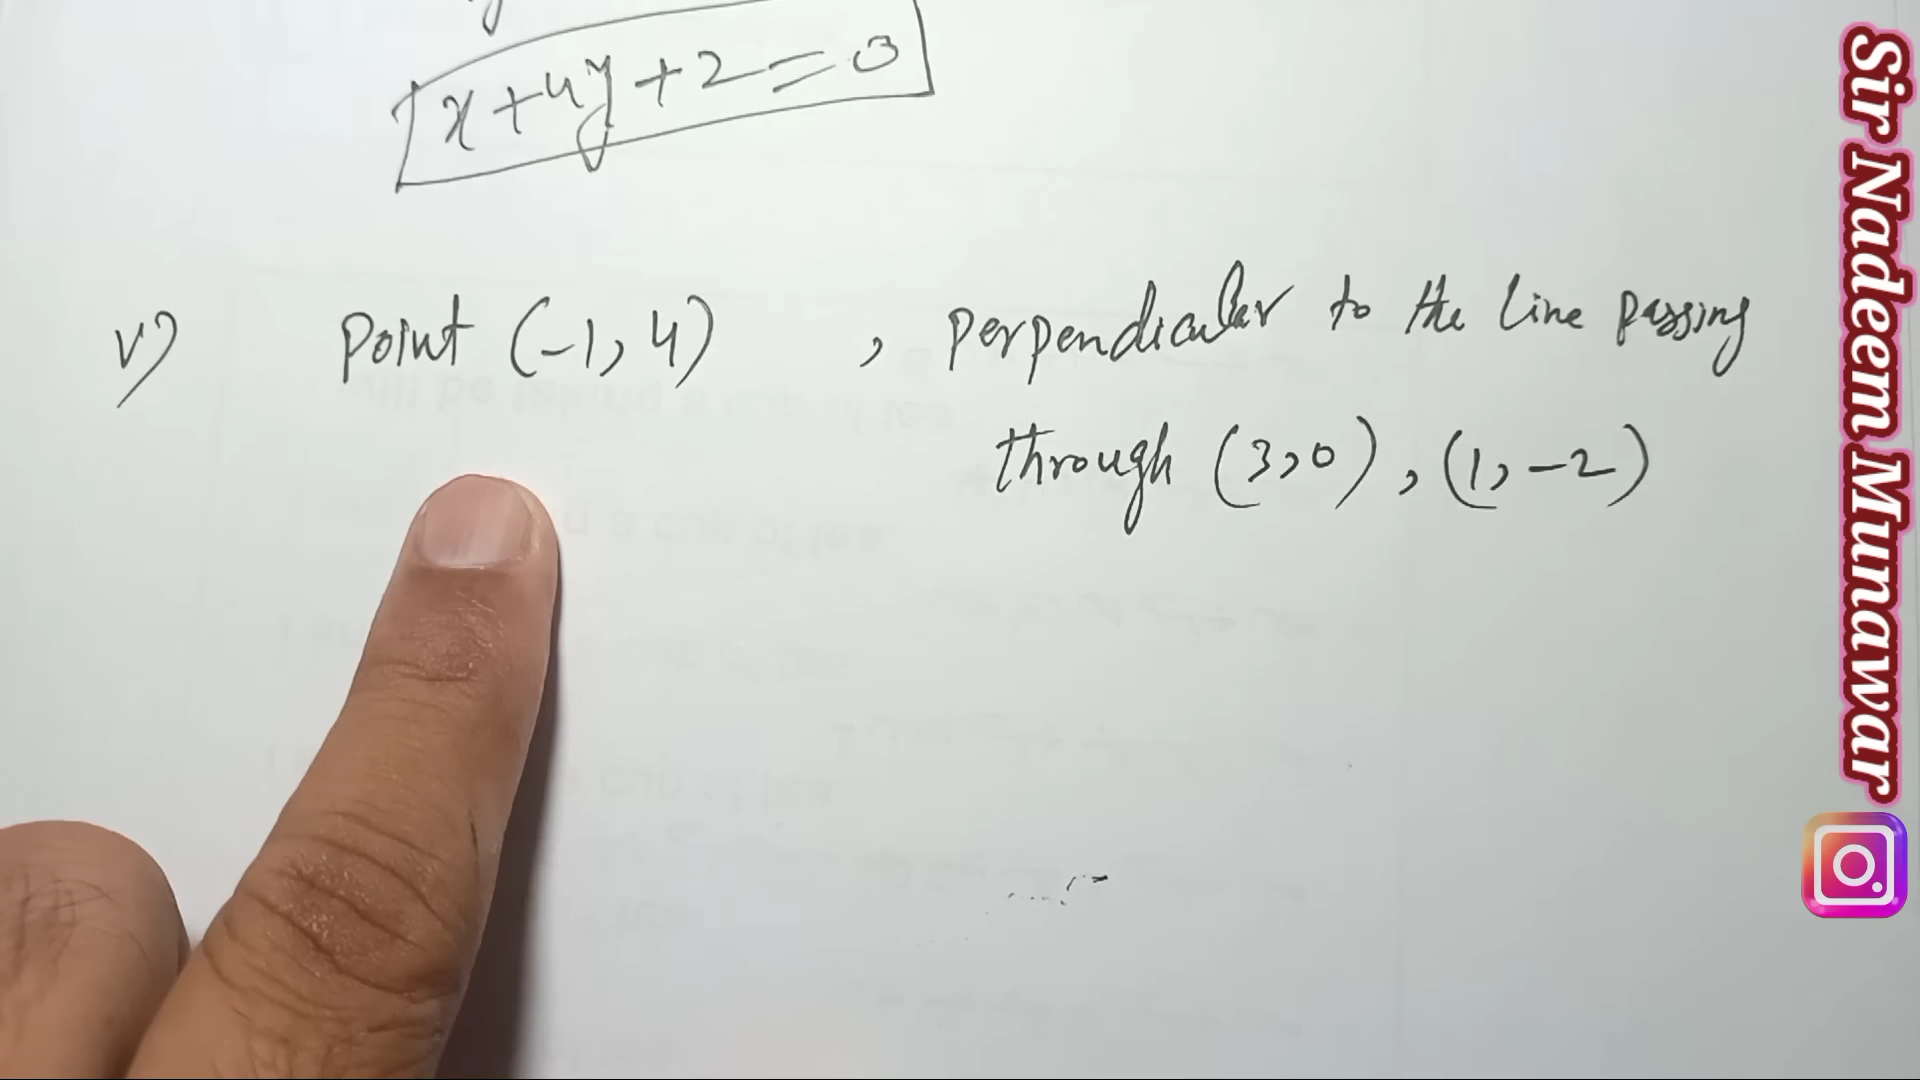 x+4y+2=0
v) Point (-1, 4) , perpendicular to the line passing
through (3,0), (1, -2)
Sir Nadeem Munawar